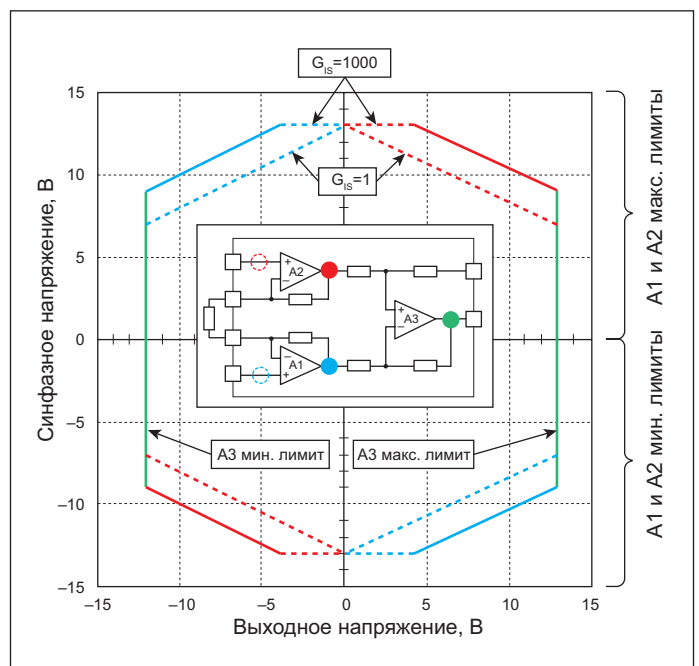 G_IS=1000
15
10
5
0
–5
–10
–15
–15
–10
–5
0
5
10
15
G_IS=1
+
A2
–
+
A3
–
–
A1
+
А3 мин. лимит
А3 макс. лимит
Синфазное напряжение, В
Выходное напряжение, В
А1 и А2 макс. лимиты
А1 и А2 мин. лимиты